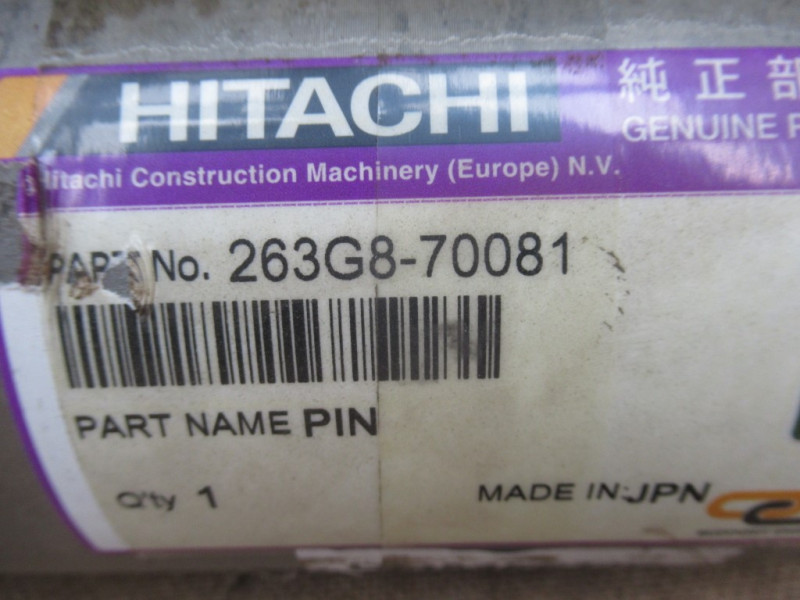 HITACHI
純正部
GENUINE P
Hitachi Construction Machinery (Europe) N.V.
PART No. 263G8-70081
PART NAME PIN
Q'ty 1
MADE IN:JPN